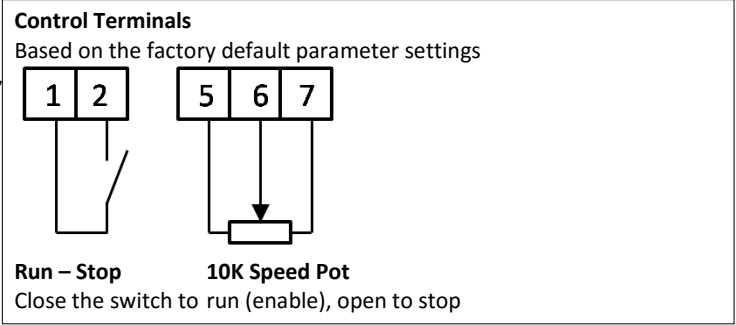 Control Terminals
Based on the factory default parameter settings
1 2 5 6 7
Run – Stop 10K Speed Pot
Close the switch to run (enable), open to stop